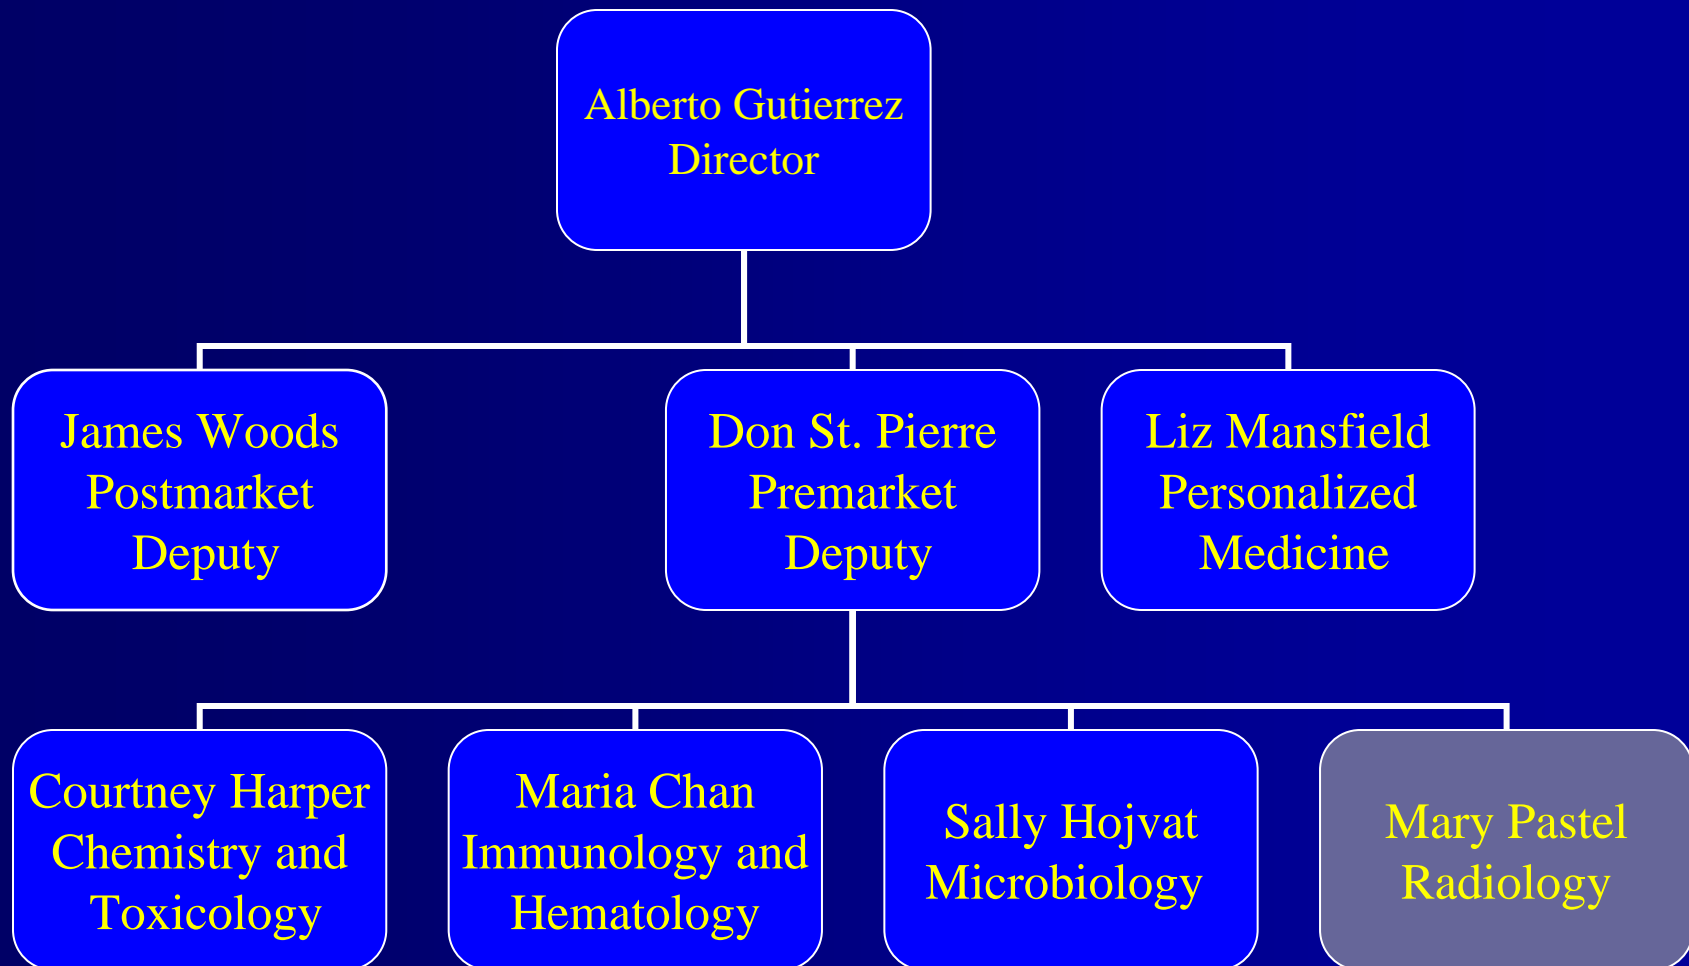 Alberto Gutierrez
Director
James Woods
Postmarket
Deputy
Don St. Pierre
Premarket
Deputy
Liz Mansfield
Personalized
Medicine
Courtney Harper
Chemistry and
Toxicology
Maria Chan
Immunology and
Hematology
Sally Hojvat
Microbiology
Mary Pastel
Radiology